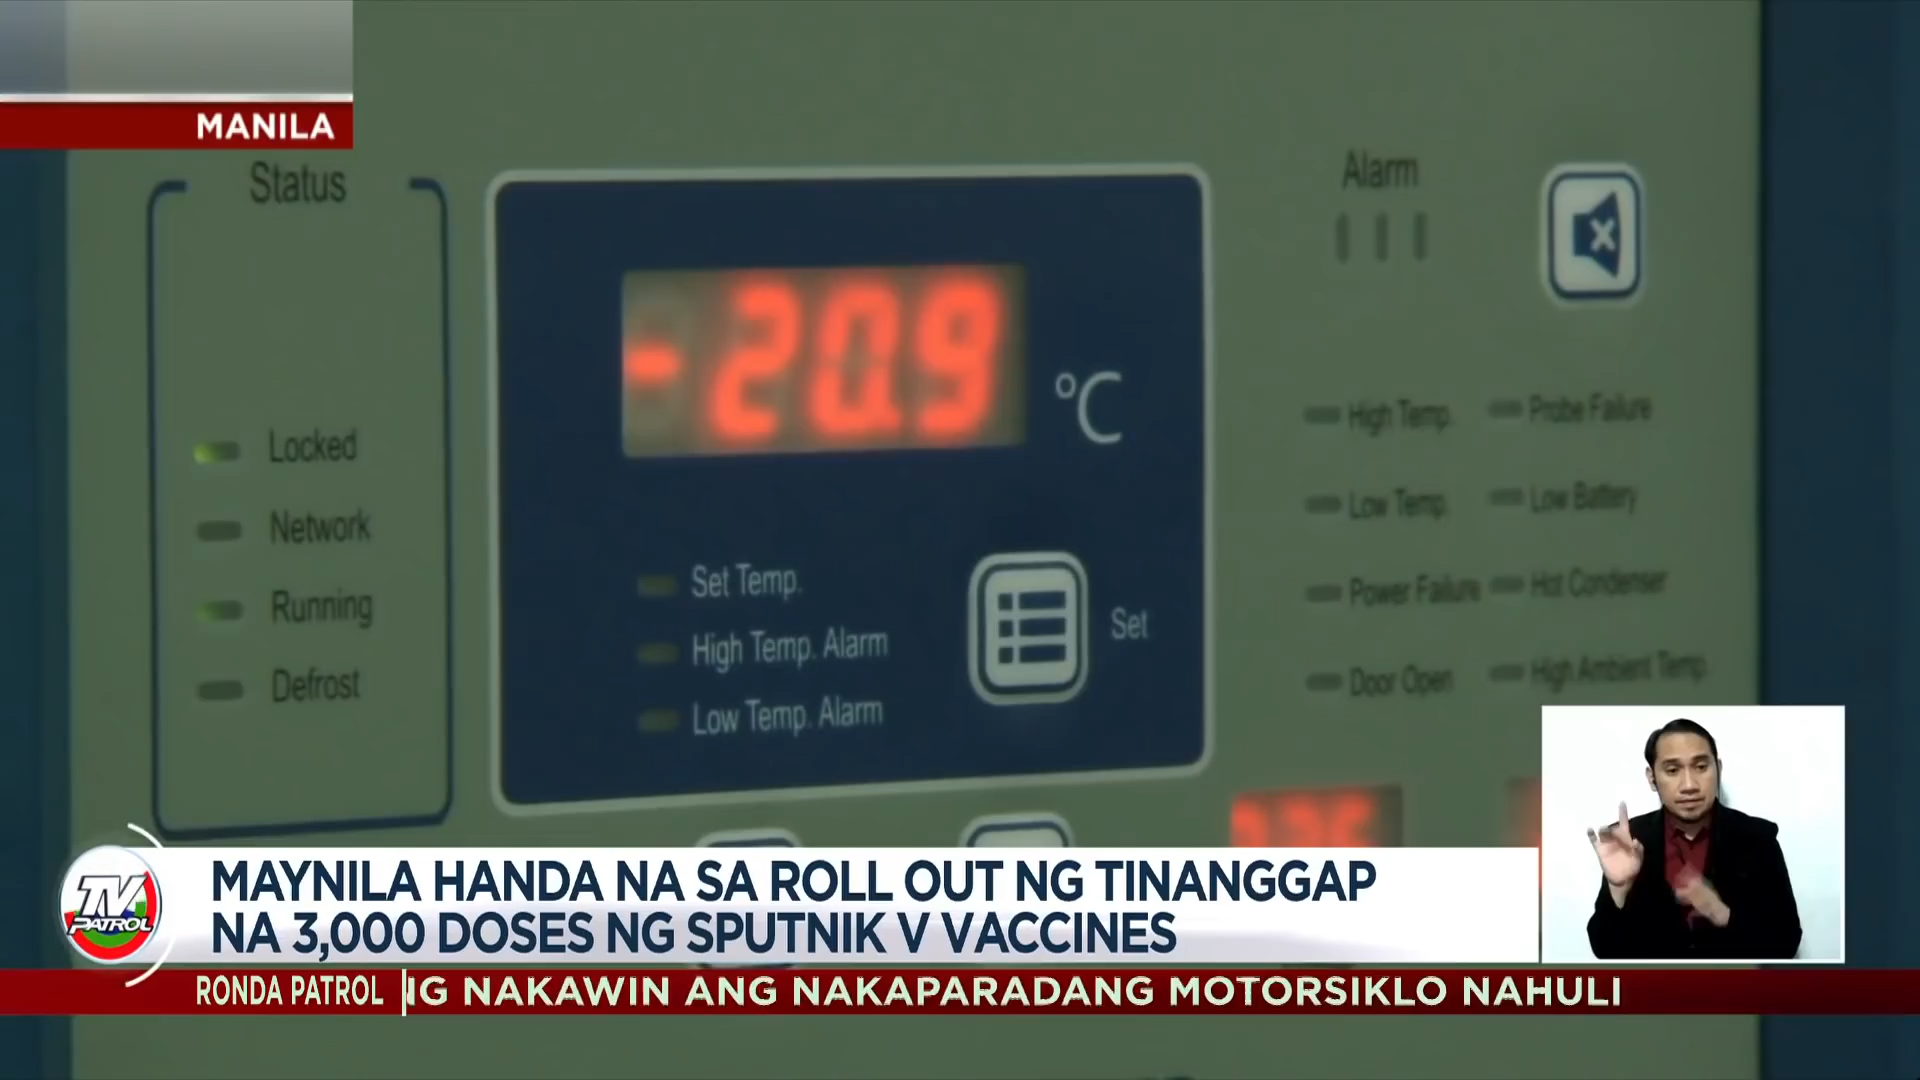 MANILA
Status
Locked
Network
Running
Defrost
-20.9
°C
Set Temp.
High Temp. Alarm
Low Temp. Alarm
Set
Alarm
High Temp.
Probe Failure
Low Temp.
Low Battery
Power Failure
Hot Condenser
Door Open
High Ambient Temp.
TV
PATROL
MAYNILA HANDA NA SA ROLL OUT NG TINANGGAP
NA 3,000 DOSES NG SPUTNIK V VACCINES
RONDA PATROL
NAKAWIN ANG NAKAPARADANG MOTORSIKLO NAHULI